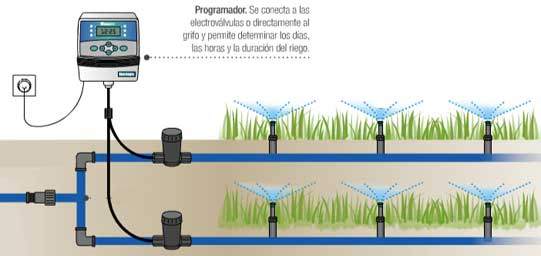 Programador. Se conecta a las
electroválvulas o directamente al
grifo y permite determinar los días,
las horas y la duración del riego.